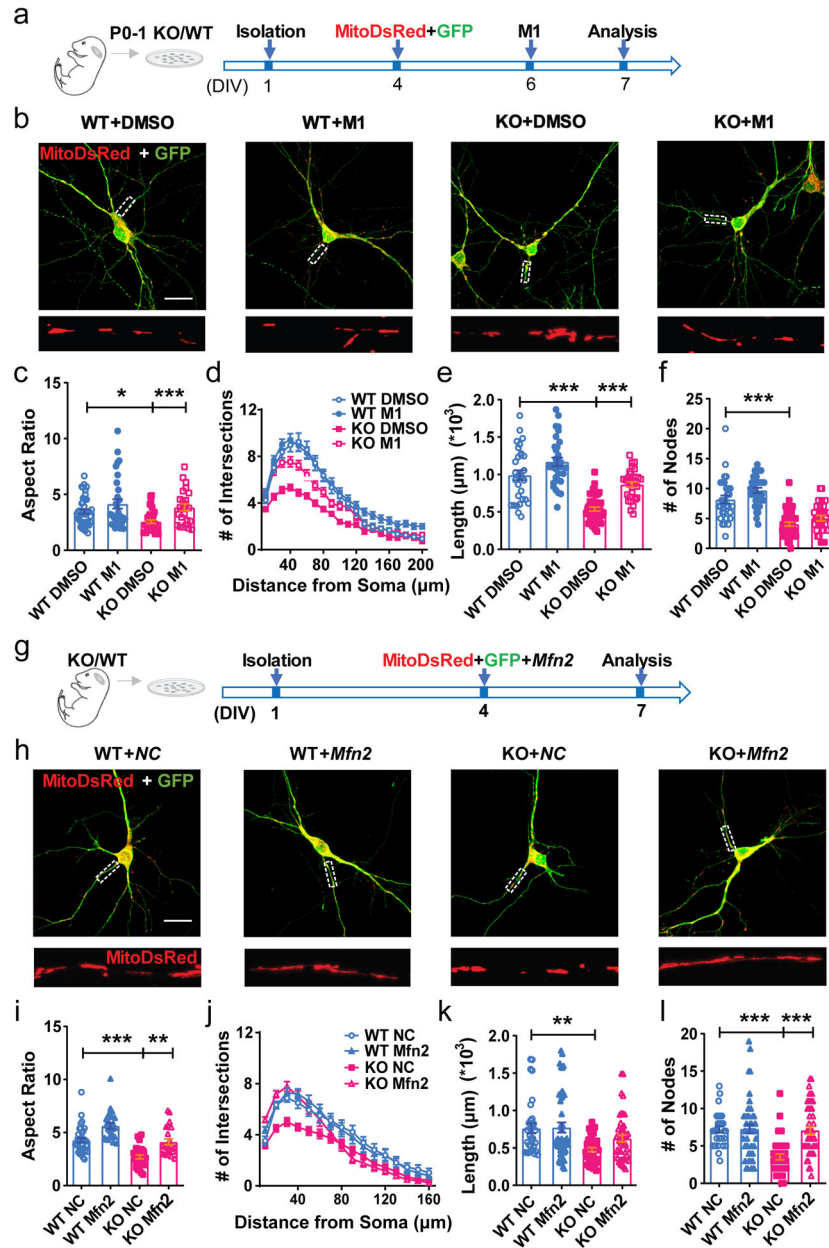 a
P0-1 KO/WT
Isolation
MitoDsRed+GFP
M1
Analysis
(DIV)
1
4
6
7
b
WT+DMSO
WT+M1
KO+DMSO
KO+M1
MitoDsRed + GFP
c
Aspect Ratio
15
10
5
0
*
***
WT DMSO
WT M1
KO DMSO
KO M1
d
# of Intersections
12
8
4
0
WT DMSO
WT M1
KO DMSO
KO M1
40
80
120
160
200
Distance from Soma (µm)
e
Length (µm) (*10³)
2.0
1.5
1.0
0.5
0.0
***
***
WT DMSO
WT M1
KO DMSO
KO M1
f
# of Nodes
25
20
15
10
5
0
***
WT DMSO
WT M1
KO DMSO
KO M1
g
KO/WT
Isolation
MitoDsRed+GFP+Mfn2
Analysis
(DIV)
1
4
7
h
WT+NC
WT+Mfn2
KO+NC
KO+Mfn2
MitoDsRed + GFP
MitoDsRed
i
Aspect Ratio
15
10
5
0
***
**
WT NC
WT Mfn2
KO NC
KO Mfn2
j
# of Intersections
12
8
4
0
WT NC
WT Mfn2
KO NC
KO Mfn2
0
40
80
120
160
Distance from Soma (µm)
k
Length (µm) (*10³)
2.0
1.5
1.0
0.5
0.0
**
WT NC
WT Mfn2
KO NC
KO Mfn2
l
# of Nodes
20
15
10
5
0
***
***
WT NC
WT Mfn2
KO NC
KO Mfn2